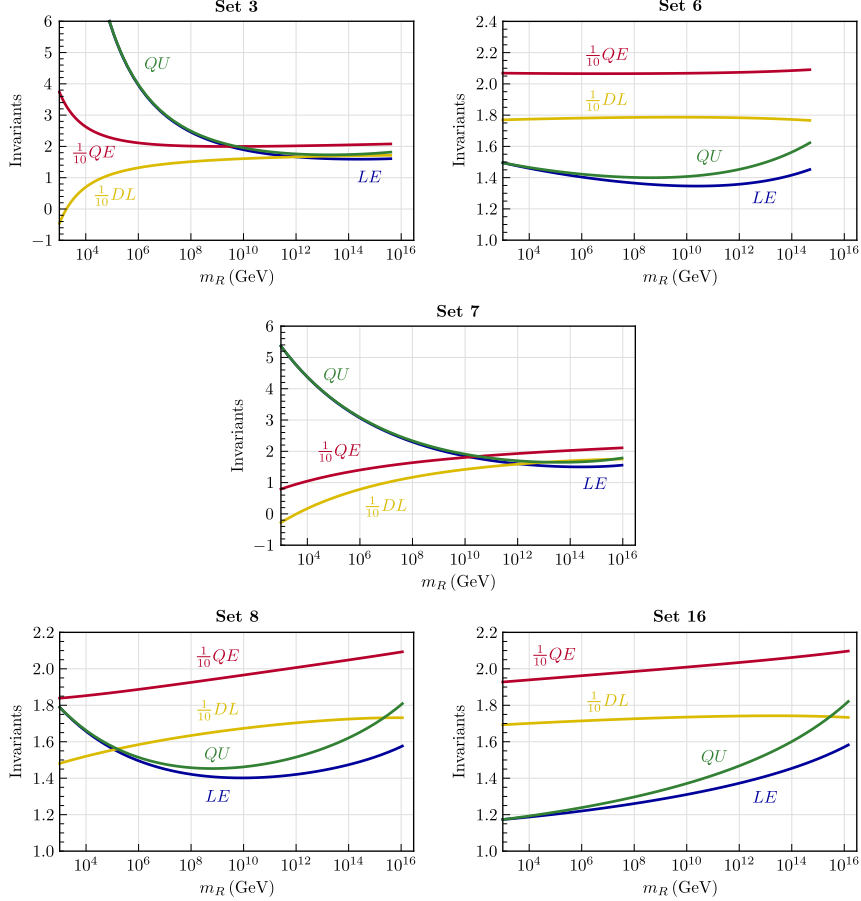 Set 3
Invariants
6
5
4
3
2
1
0
−1
QU
1/10 QE
1/10 DL
LE
10^4 10^6 10^8 10^10 10^12 10^14 10^16
m_R (GeV)
Set 6
Invariants
2.4
2.2
2.0
1.8
1.6
1.4
1.2
1.0
1/10 QE
1/10 DL
QU
LE
10^4 10^6 10^8 10^10 10^12 10^14 10^16
m_R (GeV)
Set 7
Invariants
6
5
4
3
2
1
0
−1
QU
1/10 QE
1/10 DL
LE
10^4 10^6 10^8 10^10 10^12 10^14 10^16
m_R (GeV)
Set 8
Invariants
2.2
2.0
1.8
1.6
1.4
1.2
1.0
1/10 QE
1/10 DL
QU
LE
10^4 10^6 10^8 10^10 10^12 10^14 10^16
m_R (GeV)
Set 16
Invariants
2.2
2.0
1.8
1.6
1.4
1.2
1.0
1/10 QE
1/10 DL
QU
LE
10^4 10^6 10^8 10^10 10^12 10^14 10^16
m_R (GeV)